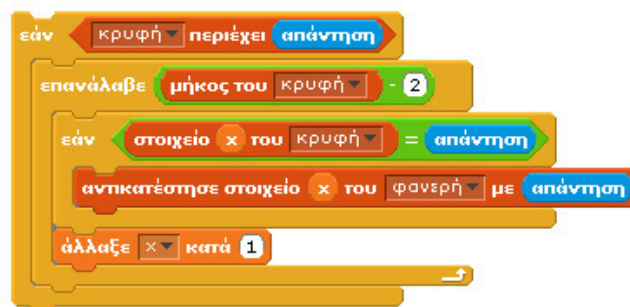 εάν κρυφή περιέχει απάντηση
επανάλαβε μήκος του κρυφή - 2
εάν στοιχείο x του κρυφή = απάντηση
αντικατέστησε στοιχείο x του φανερή με απάντηση
άλλαξε x κατά 1